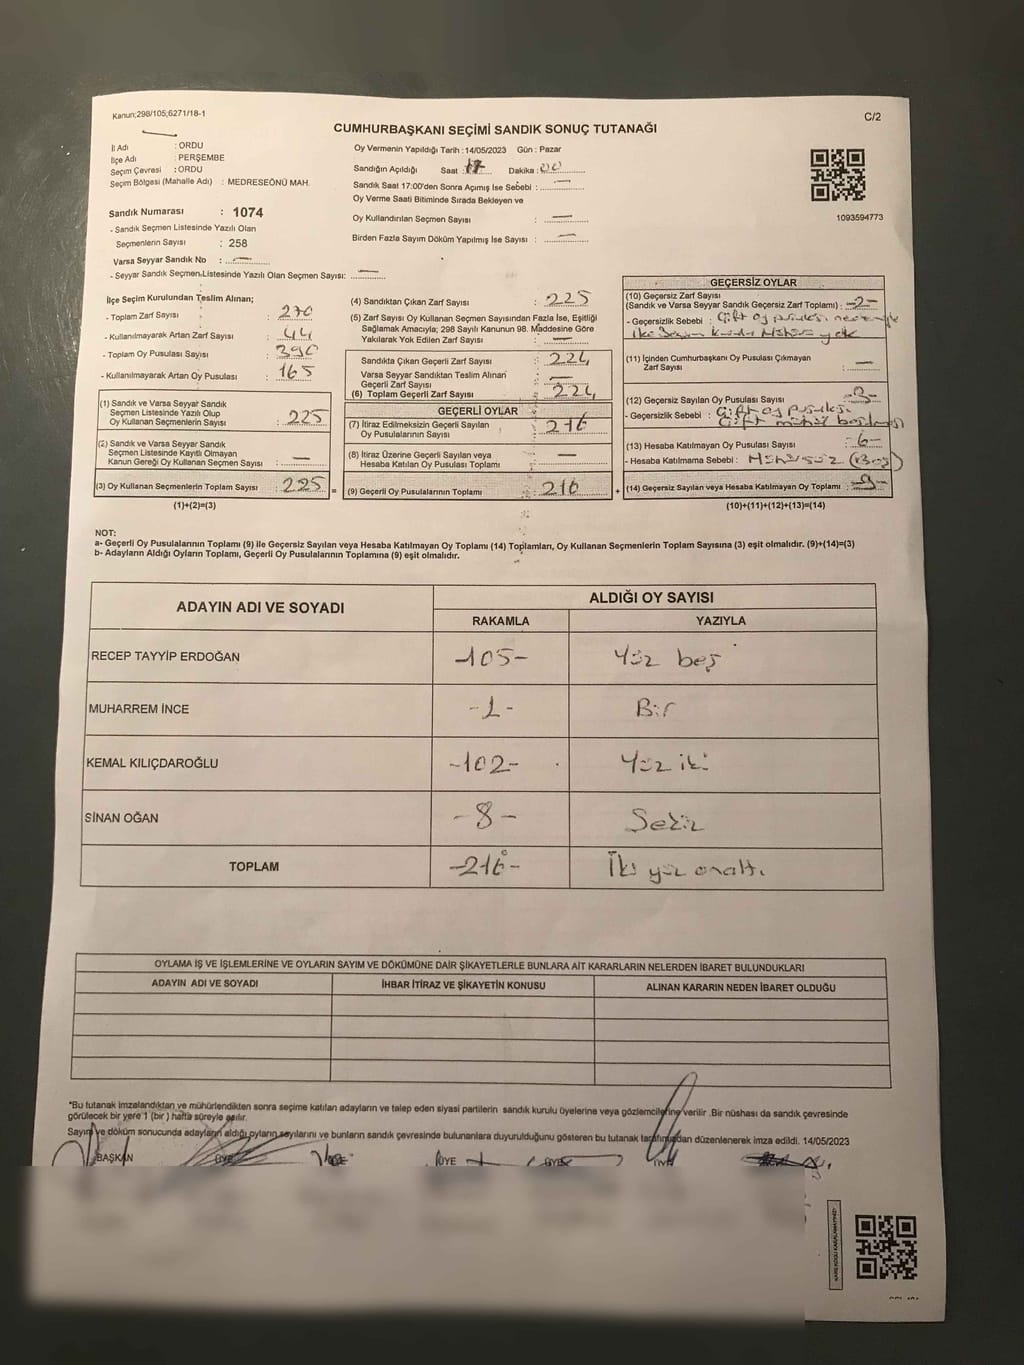 Kanun;298/105;6271/18-1
C/2
CUMHURBAŞKANI SEÇİMİ SANDIK SONUÇ TUTANAĞI
İl Adı : ORDU
İlçe Adı : PERŞEMBE
Seçim Çevresi : ORDU
Seçim Bölgesi (Mahalle Adı) : MEDRESEÖNÜ MAH.
Sandık Numarası : 1074
- Sandık Seçmen Listesinde Yazılı Olan
Seçmenlerin Sayısı : 258
Varsa Seyyar Sandık No : —
- Seyyar Sandık Seçmen Listesinde Yazılı Olan Seçmen Sayısı: —
Oy Vermenin Yapıldığı Tarih :14/05/2023 Gün : Pazar
Sandığın Açıldığı Saat : 17 Dakika : 00
Sandık Saat 17:00'den Sonra Açılmış İse Sebebi : —
Oy Verme Saati Bitiminde Sırada Bekleyen ve
Oy Kullandırılan Seçmen Sayısı —
Birden Fazla Sayım Döküm Yapılmış İse Sayısı : —
1093594773
İlçe Seçim Kurulundan Teslim Alınan;
- Toplam Zarf Sayısı : 270
- Kullanılmayarak Artan Zarf Sayısı : 44
- Toplam Oy Pusulası Sayısı : 390
- Kullanılmayarak Artan Oy Pusulası : 165
(1) Sandık ve Varsa Seyyar Sandık
Seçmen Listesinde Yazılı Olup
Oy Kullanan Seçmenlerin Sayısı : 225
(2) Sandık ve Varsa Seyyar Sandık
Seçmen Listesinde Kayıtlı Olmayan
Kanun Gereği Oy Kullanan Seçmen Sayısı : —
(3) Oy Kullanan Seçmenlerin Toplam Sayısı : 225 =
(1)+(2)=(3)
(4) Sandıktan Çıkan Zarf Sayısı : 225
(5) Zarf Sayısı Oy Kullanan Seçmen Sayısından Fazla İse, Eşitliği
Sağlamak Amacıyla; 298 Sayılı Kanunun 98. Maddesine Göre
Yakılarak Yok Edilen Zarf Sayısı : —
Sandıkta Çıkan Geçerli Zarf Sayısı : 224
Varsa Seyyar Sandıktan Teslim Alınan
Geçerli Zarf Sayısı : —
(6) Toplam Geçerli Zarf Sayısı : 224
GEÇERLİ OYLAR
(7) İtiraz Edilmeksizin Geçerli Sayılan
Oy Pusulalarının Sayısı : 216
(8) İtiraz Üzerine Geçerli Sayılan veya
Hesaba Katılan Oy Pusulası Toplamı : —
(9) Geçerli Oy Pusulalarının Toplamı : 216 +
GEÇERSİZ OYLAR
(10) Geçersiz Zarf Sayısı
(Sandık ve Varsa Seyyar Sandık Geçersiz Zarf Toplamı) : -2-
- Geçersizlik Sebebi : Çift oy pusulası nedeniyle
iki Seçim
yok
(11) İçinden Cumhurbaşkanı Oy Pusulası Çıkmayan
Zarf Sayısı : —
(12) Geçersiz Sayılan Oy Pusulası Sayısı : -3-
- Geçersizlik Sebebi : Çift oy pusulası
Çift mühür basılması
(13) Hesaba Katılmayan Oy Pusulası Sayısı : 6-
- Hesaba Katılmama Sebebi : Mühürsüz (Boş)
(14) Geçersiz Sayılan veya Hesaba Katılmayan Oy Toplamı : -9-
(10)+(11)+(12)+(13)=(14)
NOT:
a- Geçerli Oy Pusulalarının Toplamı (9) ile Geçersiz Sayılan veya Hesaba Katılmayan Oy Toplamı (14) Toplamları, Oy Kullanan Seçmenlerin Toplam Sayısına (3) eşit olmalıdır. (9)+(14)=(3)
b- Adayların Aldığı Oyların Toplamı, Geçerli Oy Pusulalarının Toplamına (9) eşit olmalıdır.
ADAYIN ADI VE SOYADI
ALDIĞI OY SAYISI
RAKAMLA YAZIYLA
RECEP TAYYİP ERDOĞAN -105- Yüz beş
MUHARREM İNCE -1- Bir
KEMAL KILIÇDAROĞLU -102- Yüz iki
SİNAN OĞAN -8- Sekiz
TOPLAM -216- İki yüz onaltı
OYLAMA İŞ VE İŞLEMLERİNE VE OYLARIN SAYIM VE DÖKÜMÜNE DAİR ŞİKAYETLERLE BUNLARA AİT KARARLARIN NELERDEN İBARET BULUNDUKLARI
ADAYIN ADI VE SOYADI İHBAR İTİRAZ VE ŞİKAYETİN KONUSU ALINAN KARARIN NEDEN İBARET OLDUĞU
*Bu tutanak imzalandıktan ve mühürlendikten sonra seçime katılan adayların ve talep eden siyasi partilerin sandık kurulu üyelerine veya gözlemcilerine verilir .Bir nüshası da sandık çevresinde
görülecek bir yere 1 (bir ) hafta süreyle asılır.
Sayım ve döküm sonucunda adayların aldığı oyların sayılarını ve bunların sandık çevresinde bulunanlara duyurulduğunu gösteren bu tutanak tarafımızdan düzenlenerek imza edildi. 14/05/2023
BAŞKAN ÜYE ÜYE ÜYE ÜYE ÜYE